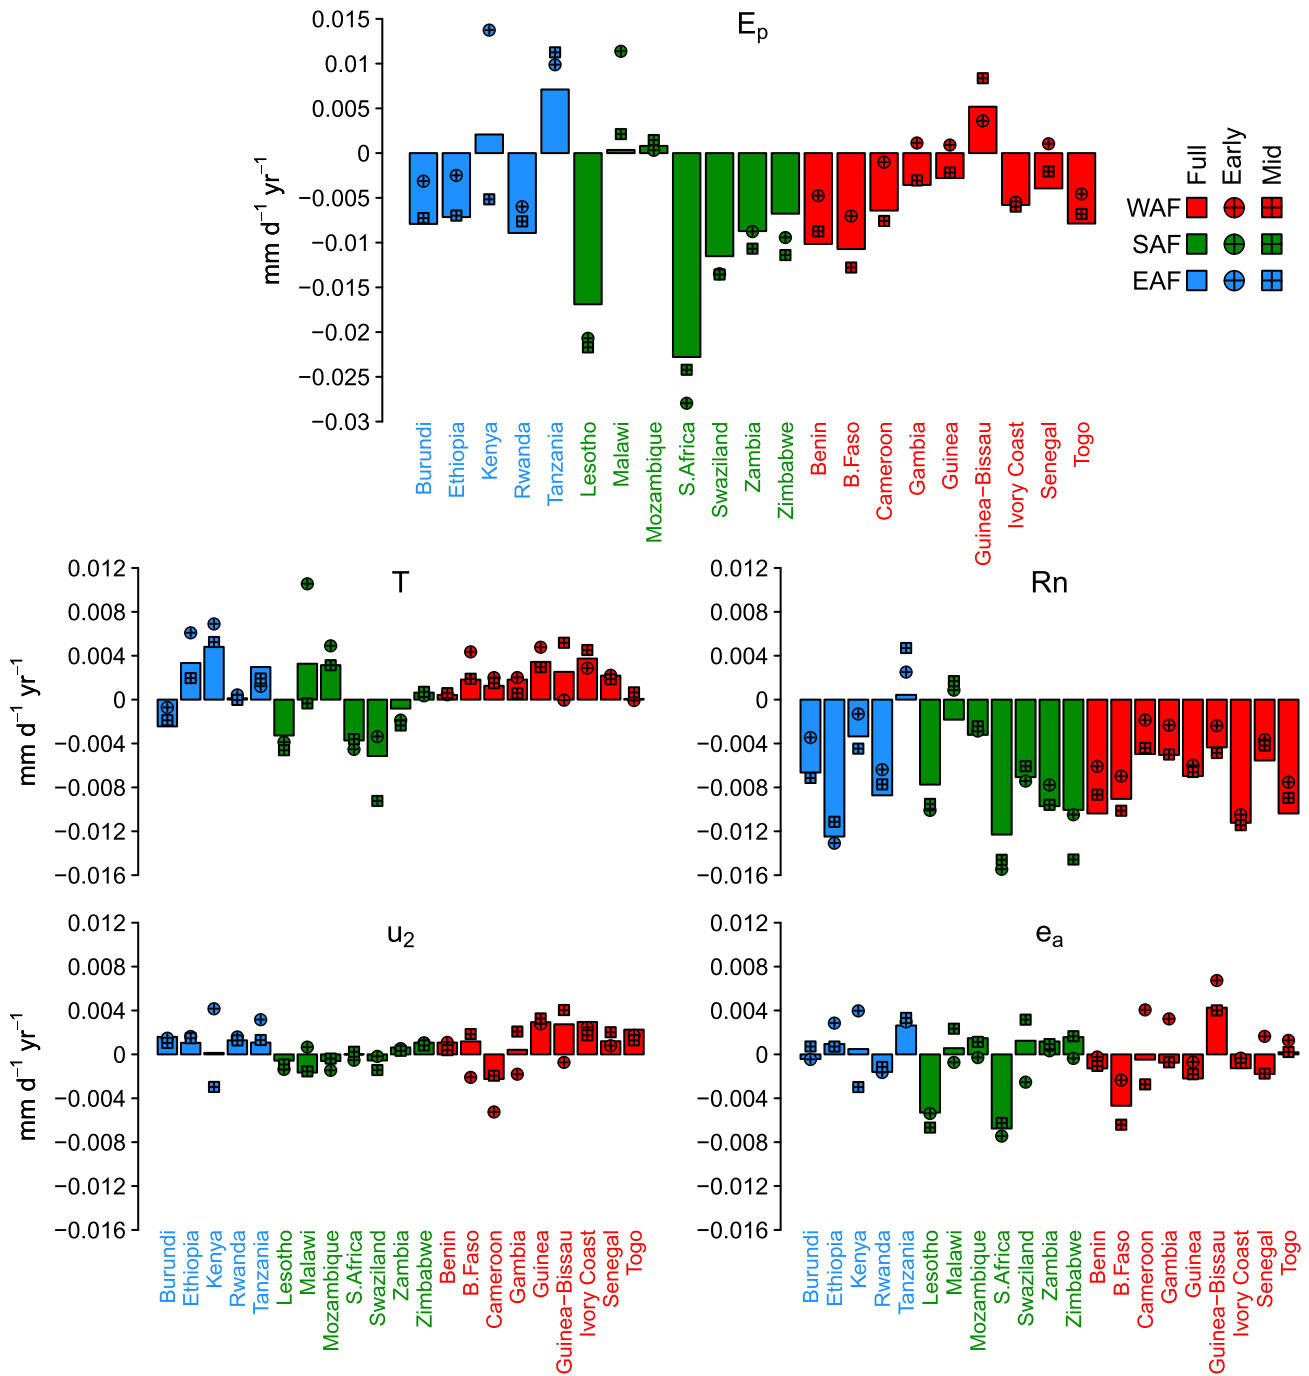 E_p
0.015
0.01
0.005
0
−0.005
−0.01
−0.015
−0.02
−0.025
−0.03
mm d⁻¹ yr⁻¹
Burundi
Ethiopia
Kenya
Rwanda
Tanzania
Lesotho
Malawi
Mozambique
S.Africa
Swaziland
Zambia
Zimbabwe
Benin
B.Faso
Cameroon
Gambia
Guinea
Guinea−Bissau
Ivory Coast
Senegal
Togo
Full
Early
Mid
WAF
SAF
EAF
T
0.012
0.008
0.004
0
−0.004
−0.008
−0.012
−0.016
mm d⁻¹ yr⁻¹
Rn
0.012
0.008
0.004
0
−0.004
−0.008
−0.012
−0.016
u₂
0.012
0.008
0.004
0
−0.004
−0.008
−0.012
−0.016
mm d⁻¹ yr⁻¹
Burundi
Ethiopia
Kenya
Rwanda
Tanzania
Lesotho
Malawi
Mozambique
S.Africa
Swaziland
Zambia
Zimbabwe
Benin
B.Faso
Cameroon
Gambia
Guinea
Guinea−Bissau
Ivory Coast
Senegal
Togo
eₐ
0.012
0.008
0.004
0
−0.004
−0.008
−0.012
−0.016
Burundi
Ethiopia
Kenya
Rwanda
Tanzania
Lesotho
Malawi
Mozambique
S.Africa
Swaziland
Zambia
Zimbabwe
Benin
B.Faso
Cameroon
Gambia
Guinea
Guinea−Bissau
Ivory Coast
Senegal
Togo